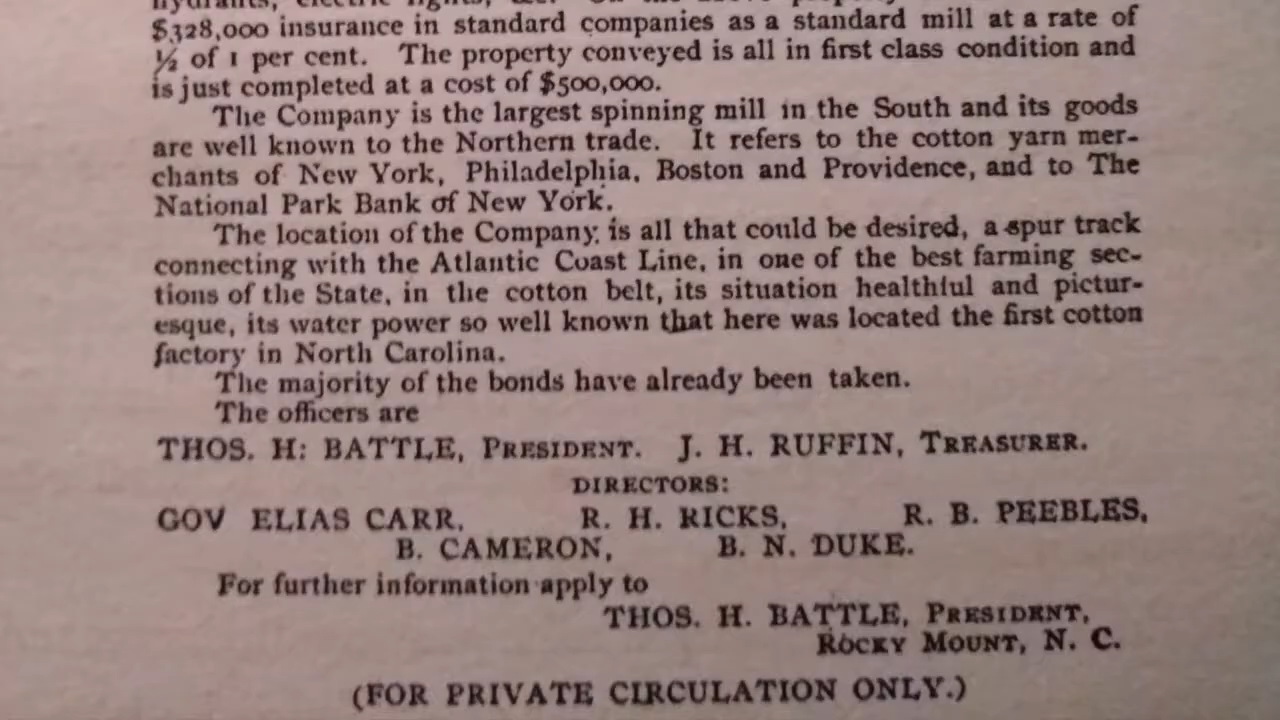 hydrants, electric lights, &c. On the above property
$328,000 insurance in standard companies as a standard mill at a rate of
½ of 1 per cent. The property conveyed is all in first class condition and
is just completed at a cost of $500,000.
The Company is the largest spinning mill in the South and its goods
are well known to the Northern trade. It refers to the cotton yarn mer-
chants of New York, Philadelphia, Boston and Providence, and to The
National Park Bank of New York.
The location of the Company is all that could be desired, a spur track
connecting with the Atlantic Coast Line, in one of the best farming sec-
tions of the State, in the cotton belt, its situation healthful and pictur-
esque, its water power so well known that here was located the first cotton
factory in North Carolina.
The majority of the bonds have already been taken.
The officers are
THOS. H. BATTLE, PRESIDENT. J. H. RUFFIN, TREASURER.
DIRECTORS:
GOV ELIAS CARR, R. H. RICKS, R. B. PEEBLES,
B. CAMERON, B. N. DUKE.
For further information apply to
THOS. H. BATTLE, PRESIDENT,
ROCKY MOUNT, N. C.
(FOR PRIVATE CIRCULATION ONLY.)